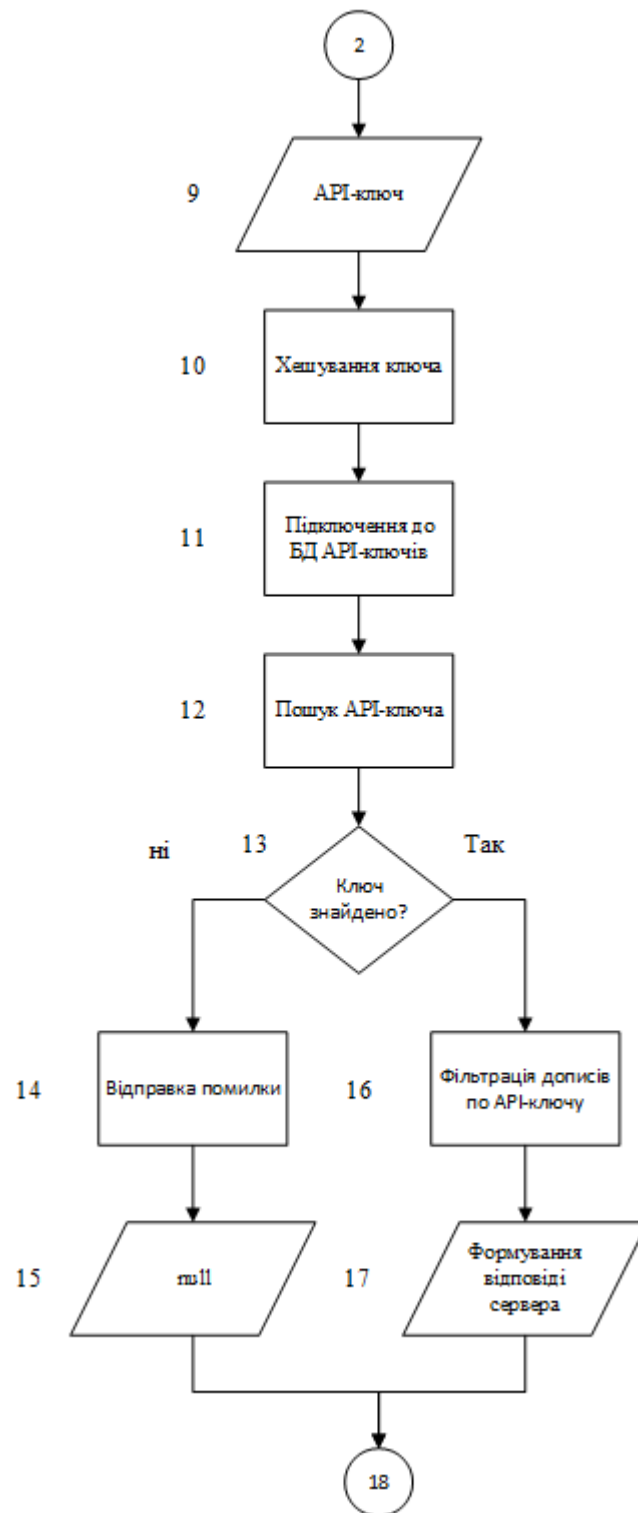 2
9
API-ключ
10
Хешування ключа
11
Підключення до
БД API-ключів
12
Пошук API-ключа
ні
13
Так
Ключ
знайдено?
14
Відправка помилки
16
Фільтрація дописів
по API-ключу
15
null
17
Формування
відповіді
сервера
18